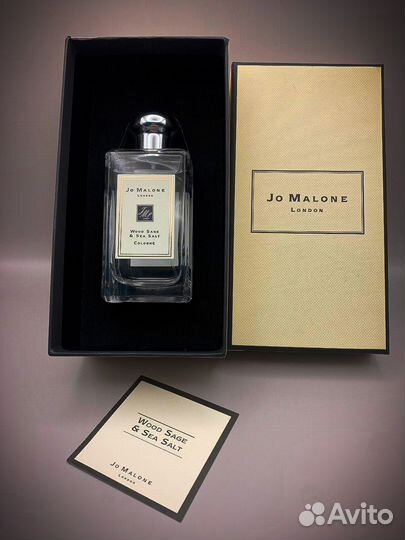 JO MALONE
LONDON
WOOD SAGE
& SEA SALT
COLOGNE
JO MALONE
LONDON
WOOD SAGE
& SEA SALT
JO MALONE
LONDON
Avito